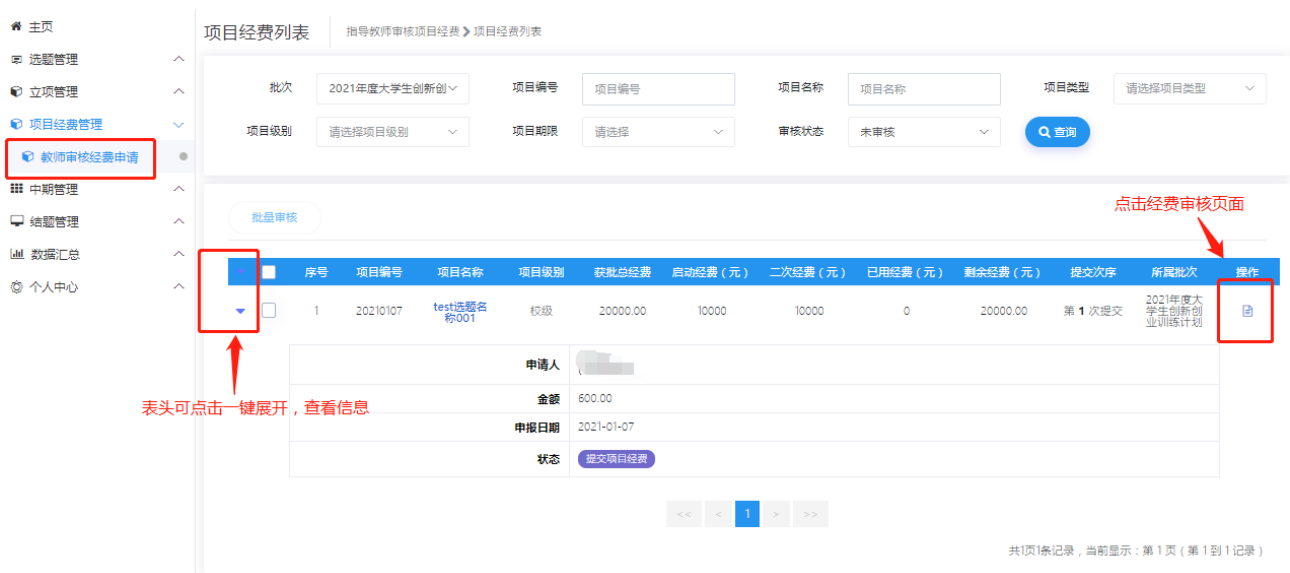 主页
选题管理
立项管理
项目经费管理
教师审核经费申请
中期管理
结题管理
数据汇总
个人中心
项目经费列表
指导教师审核项目经费 > 项目经费列表
批次 2021年度大学生创新创 项目编号 项目编号 项目名称 项目名称 项目类型 请选择项目类型
项目级别 请选择项目级别 项目期限 请选择 审核状态 未审核 查询
点击经费审核页面
批量审核
序号 项目编号 项目名称 项目级别 获批总经费 启动经费（元） 二次经费（元） 已用经费（元） 剩余经费（元） 提交次序 所属批次 操作
1 20210107 test选题名称001 校级 20000.00 10000 10000 0 20000.00 第 1 次提交 2021年度大学生创新创业训练计划
申请人
金额 600.00
表头可点击一键展开，查看信息
申报日期 2021-01-07
状态 提交项目经费
<< < 1 > >>
共1页1条记录，当前显示：第 1 页（第 1 到 1 记录）